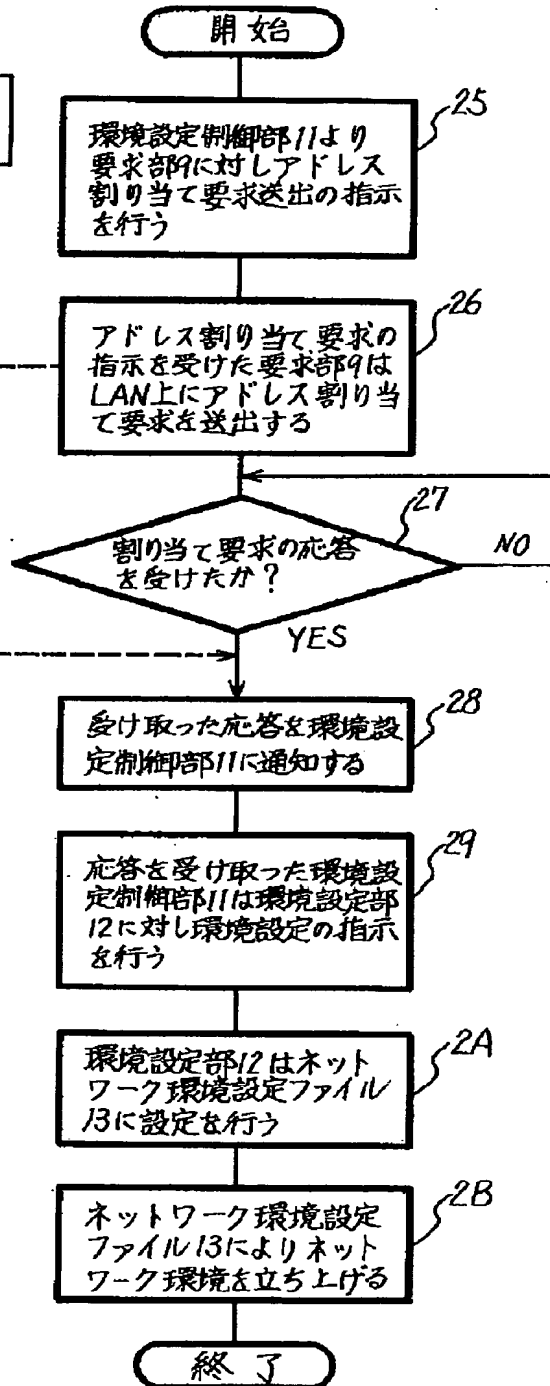 開始
25
環境設定制御部11より
要求部9に対しアドレス
割り当て要求送出の指示
を行う
26
アドレス割り当て要求の
指示を受けた要求部9は
LAN上にアドレス割り当
て要求を送出する
27
割り当て要求の応答
を受けたか?
NO
YES
28
受け取った応答を環境設
定制御部11に通知する
29
応答を受け取った環境設
定制御部11は環境設定部
12に対し環境設定の指示
を行う
2A
環境設定部12はネット
ワーク環境設定ファイル
13に設定を行う
2B
ネットワーク環境設定
ファイル13によりネット
ワーク環境を立ち上げる
終了